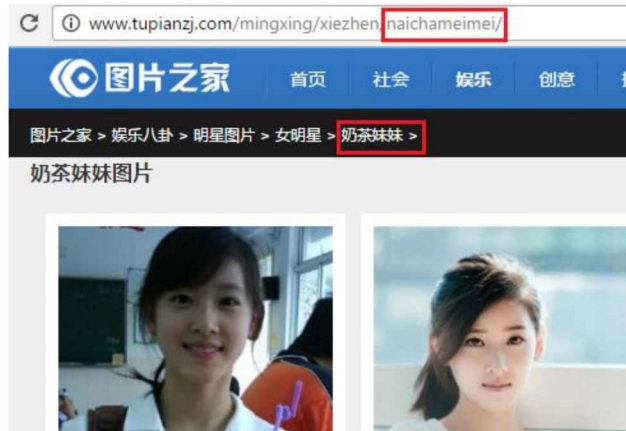 www.tupianzj.com/mingxing/xiezhen/naichameimei/
图片之家 首页 社会 娱乐 创意
图片之家 > 娱乐八卦 > 明星图片 > 女明星 > 奶茶妹妹 >
奶茶妹妹图片